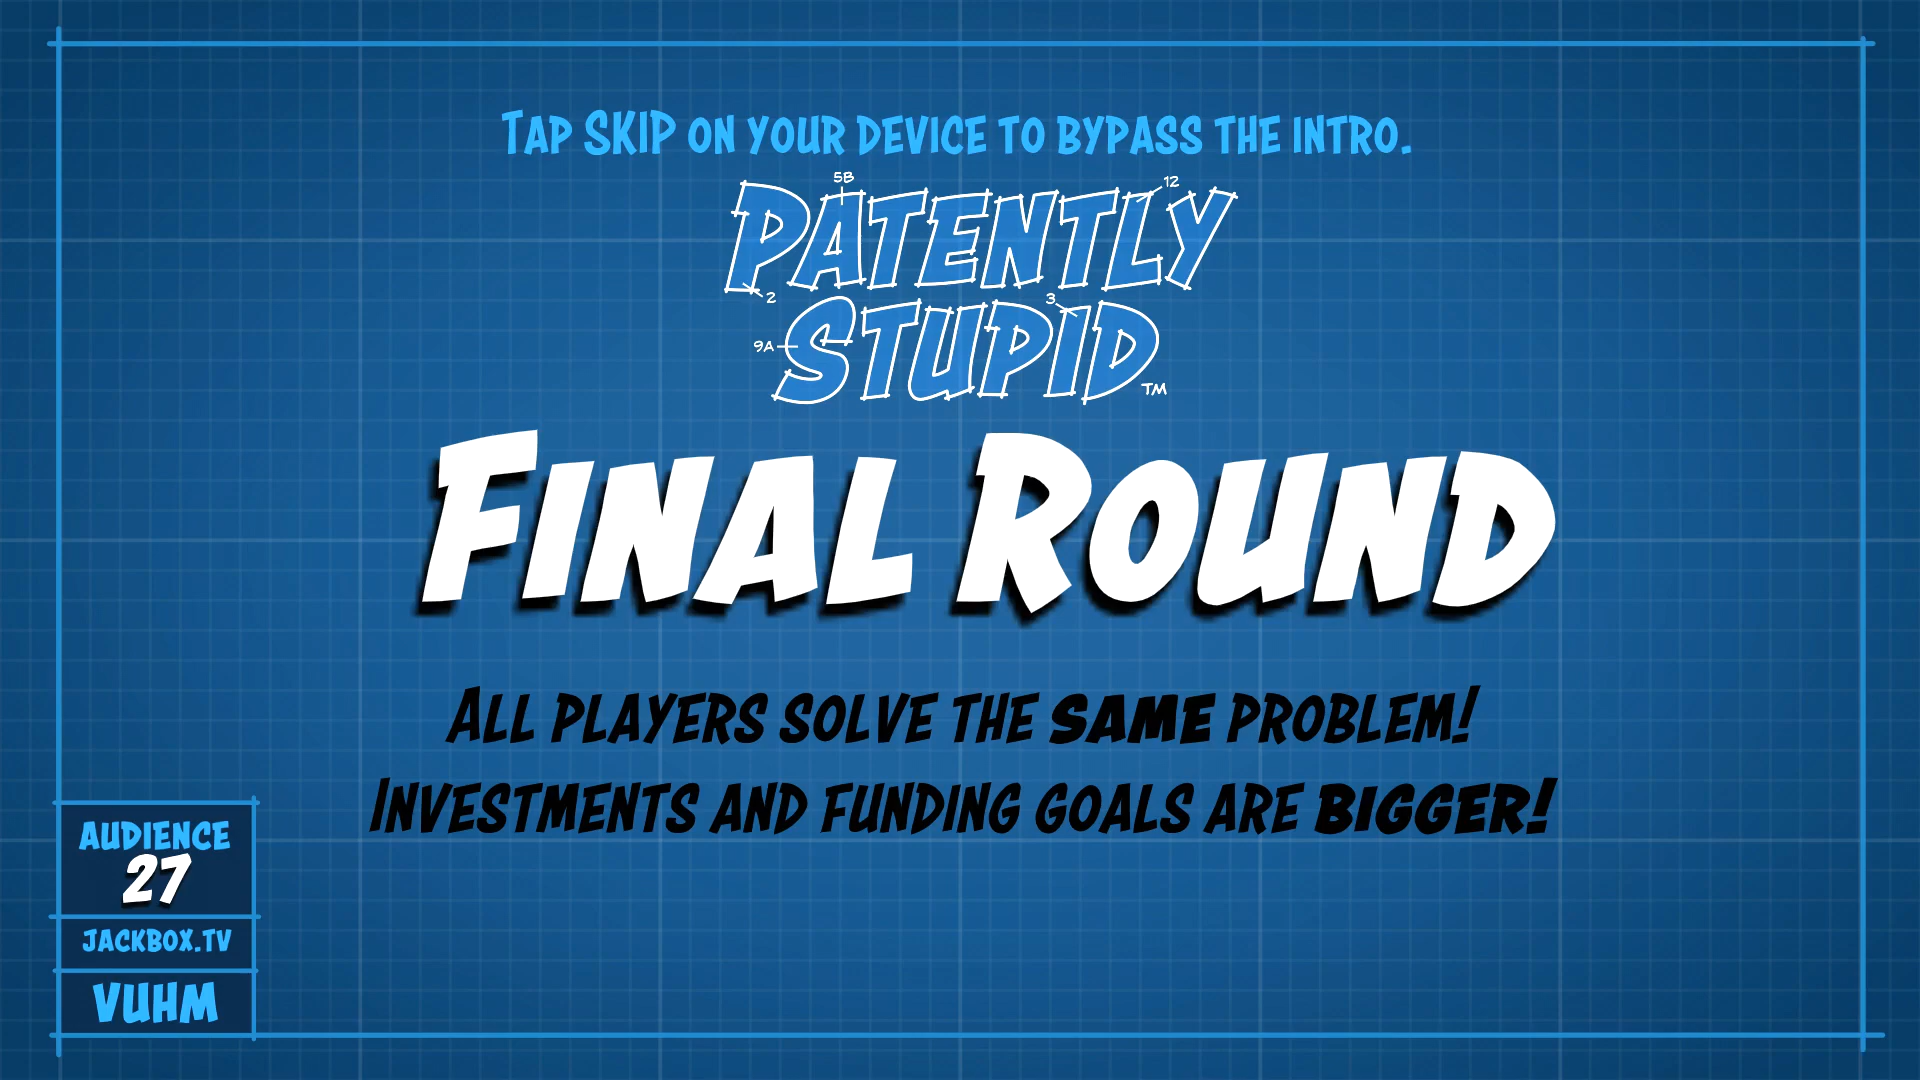 TAP SKIP ON YOUR DEVICE TO BYPASS THE INTRO.
5B
12
PATENTLY
2
3
9A
STUPID
TM
FINAL ROUND
ALL PLAYERS SOLVE THE SAME PROBLEM!
INVESTMENTS AND FUNDING GOALS ARE BIGGER!
AUDIENCE
27
JACKBOX.TV
VUHM